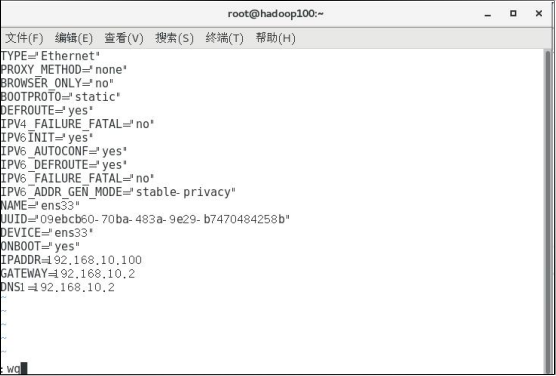 root@hadoop100:~
文件(F) 编辑(E) 查看(V) 搜索(S) 终端(T) 帮助(H)
TYPE="Ethernet"
PROXY_METHOD="none"
BROWSER_ONLY="no"
BOOTPROTO="static"
DEFROUTE="yes"
IPV4_FAILURE_FATAL="no"
IPV6INIT="yes"
IPV6_AUTOCONF="yes"
IPV6_DEFROUTE="yes"
IPV6_FAILURE_FATAL="no"
IPV6_ADDR_GEN_MODE="stable-privacy"
NAME="ens33"
UUID="09ebcb60-70ba-483a-9e29-b7470484258b"
DEVICE="ens33"
ONBOOT="yes"
IPADDR=192.168.10.100
GATEWAY=192.168.10.2
DNS1=192.168.10.2
~
~
~
~
~
:wq